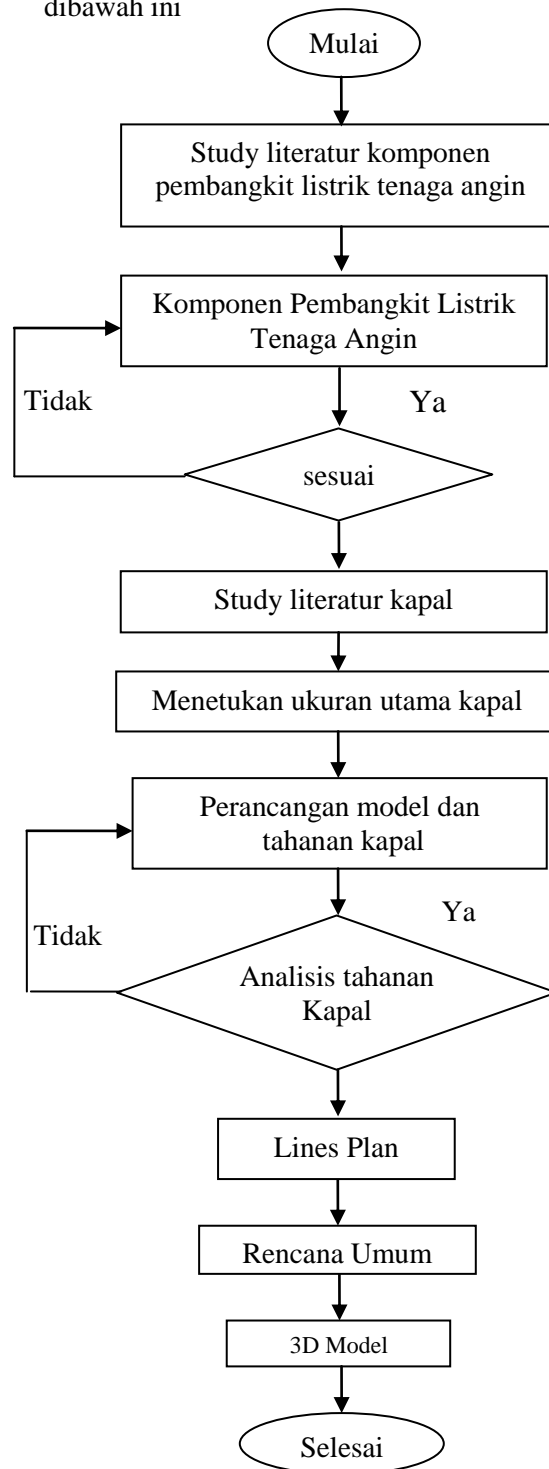 dibawah ini
Mulai
Study literatur komponen
pembangkit listrik tenaga angin
Komponen Pembangkit Listrik
Tenaga Angin
Tidak
Ya
sesuai
Study literatur kapal
Menetukan ukuran utama kapal
Perancangan model dan
tahanan kapal
Ya
Tidak
Analisis tahanan
Kapal
Lines Plan
Rencana Umum
3D Model
Selesai